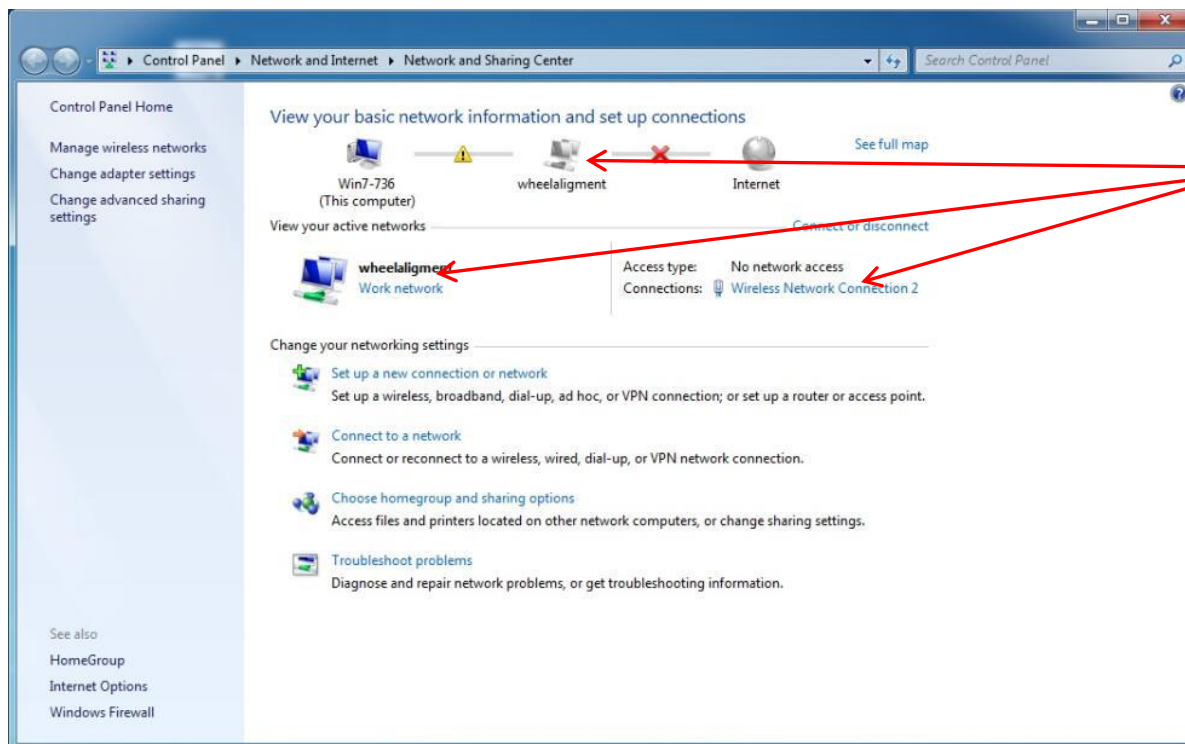 Control Panel ▸ Network and Internet ▸ Network and Sharing Center
Search Control Panel
Control Panel Home
Manage wireless networks
Change adapter settings
Change advanced sharing
settings
See also
HomeGroup
Internet Options
Windows Firewall
View your basic network information and set up connections
See full map
Win7-736
(This computer)
wheelaligment
Internet
View your active networks
Connect or disconnect
wheelaligment
Work network
Access type: No network access
Connections: Wireless Network Connection 2
Change your networking settings
Set up a new connection or network
Set up a wireless, broadband, dial-up, ad hoc, or VPN connection; or set up a router or access point.
Connect to a network
Connect or reconnect to a wireless, wired, dial-up, or VPN network connection.
Choose homegroup and sharing options
Access files and printers located on other network computers, or change sharing settings.
Troubleshoot problems
Diagnose and repair network problems, or get troubleshooting information.